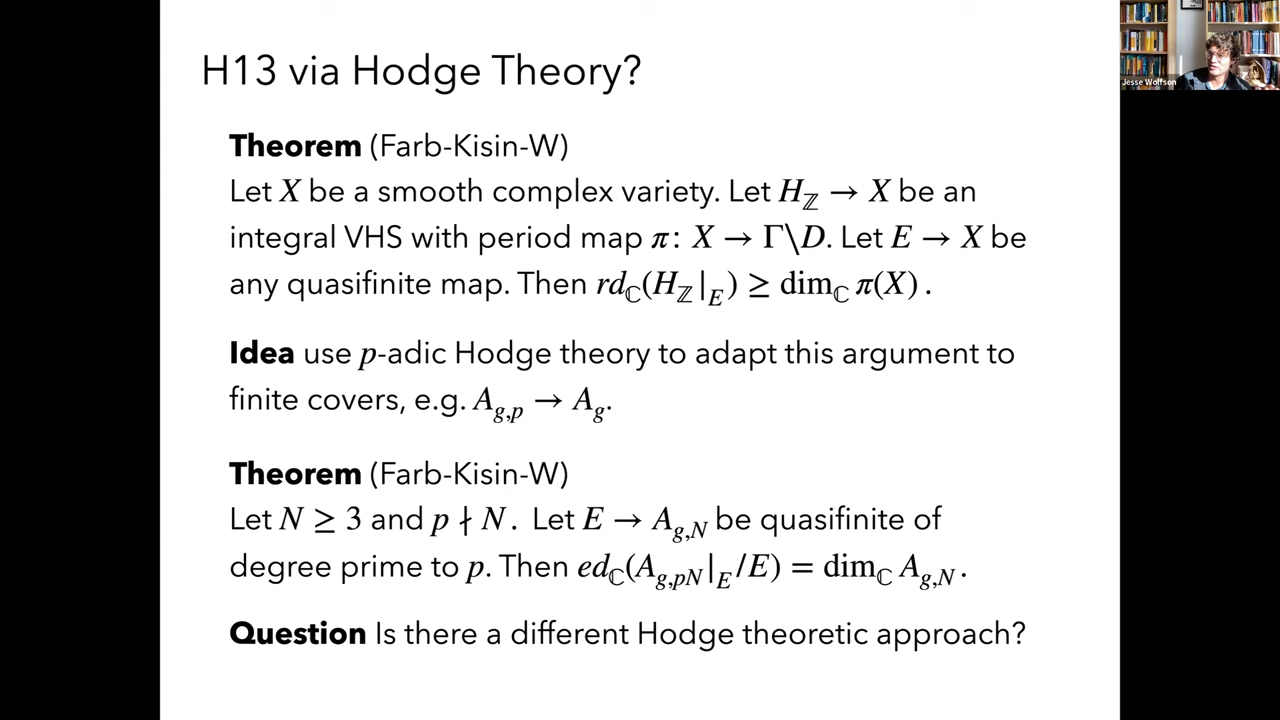 H13 via Hodge Theory?
Jesse Wolfson
Theorem (Farb-Kisin-W)
Let X be a smooth complex variety. Let H_ℤ → X be an
integral VHS with period map π: X → Γ\D. Let E → X be
any quasifinite map. Then rd_ℂ(H_ℤ|_E) ≥ dim_ℂ π(X).
Idea use p-adic Hodge theory to adapt this argument to
finite covers, e.g. A_{g,p} → A_g.
Theorem (Farb-Kisin-W)
Let N ≥ 3 and p ∤ N. Let E → A_{g,N} be quasifinite of
degree prime to p. Then ed_ℂ(A_{g,pN}|_E/E) = dim_ℂ A_{g,N}.
Question Is there a different Hodge theoretic approach?